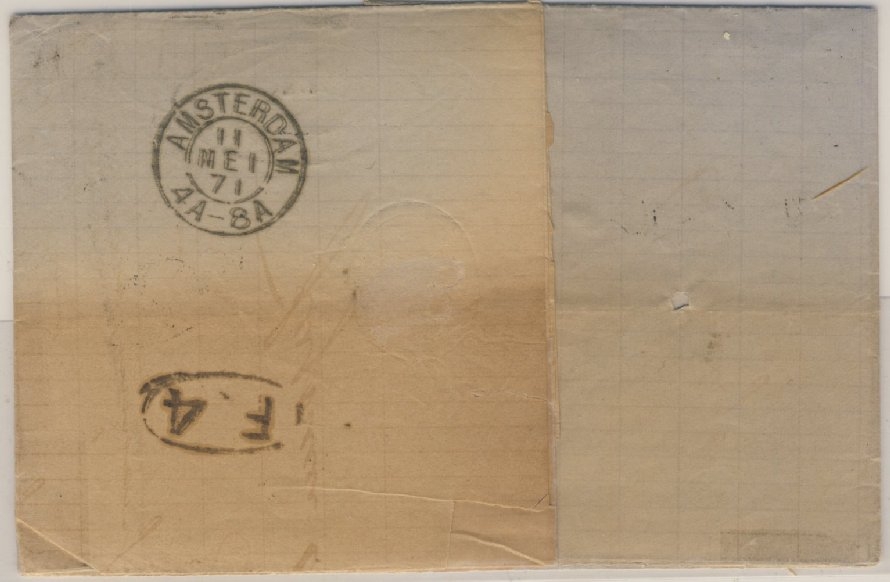 AMSTERDAM
11
MEI
71
4A-8A
F. 4